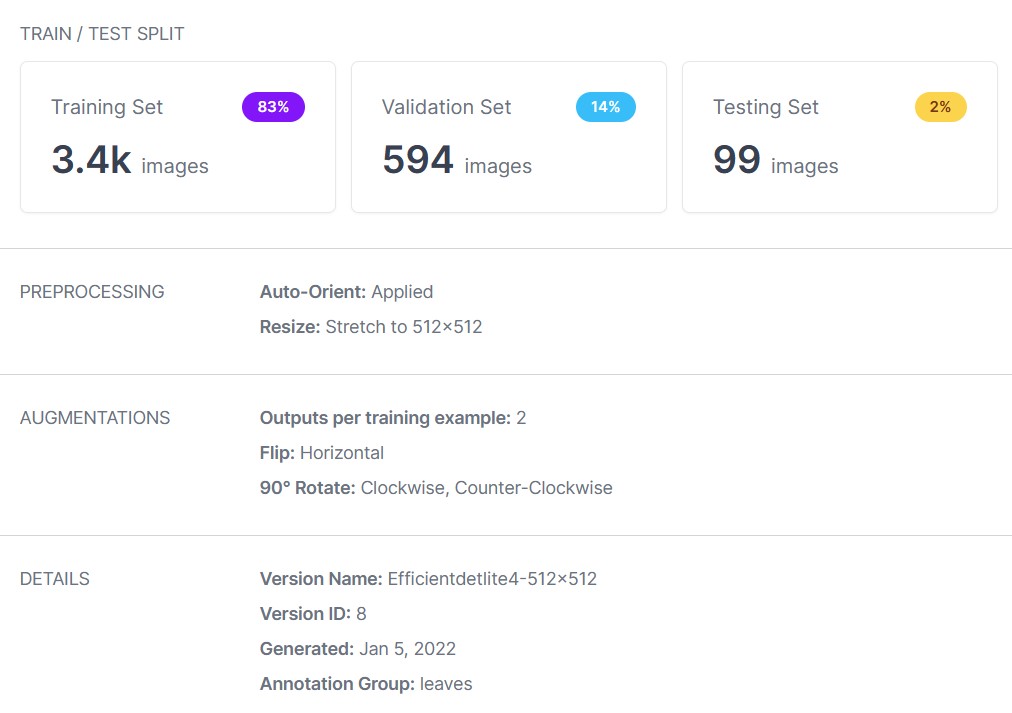 TRAIN / TEST SPLIT
Training Set 83%
3.4k images
Validation Set 14%
594 images
Testing Set 2%
99 images
PREPROCESSING
Auto-Orient: Applied
Resize: Stretch to 512×512
AUGMENTATIONS
Outputs per training example: 2
Flip: Horizontal
90° Rotate: Clockwise, Counter-Clockwise
DETAILS
Version Name: Efficientdetlite4-512×512
Version ID: 8
Generated: Jan 5, 2022
Annotation Group: leaves